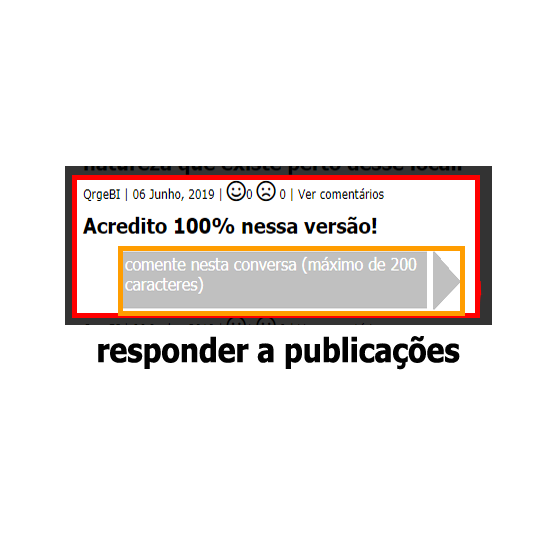 natureza que existe perto desse local.
QrgeBI | 06 Junho, 2019 | 0 0 | Ver comentários
Acredito 100% nessa versão!
comente nesta conversa (máximo de 200
caracteres)
responder a publicações